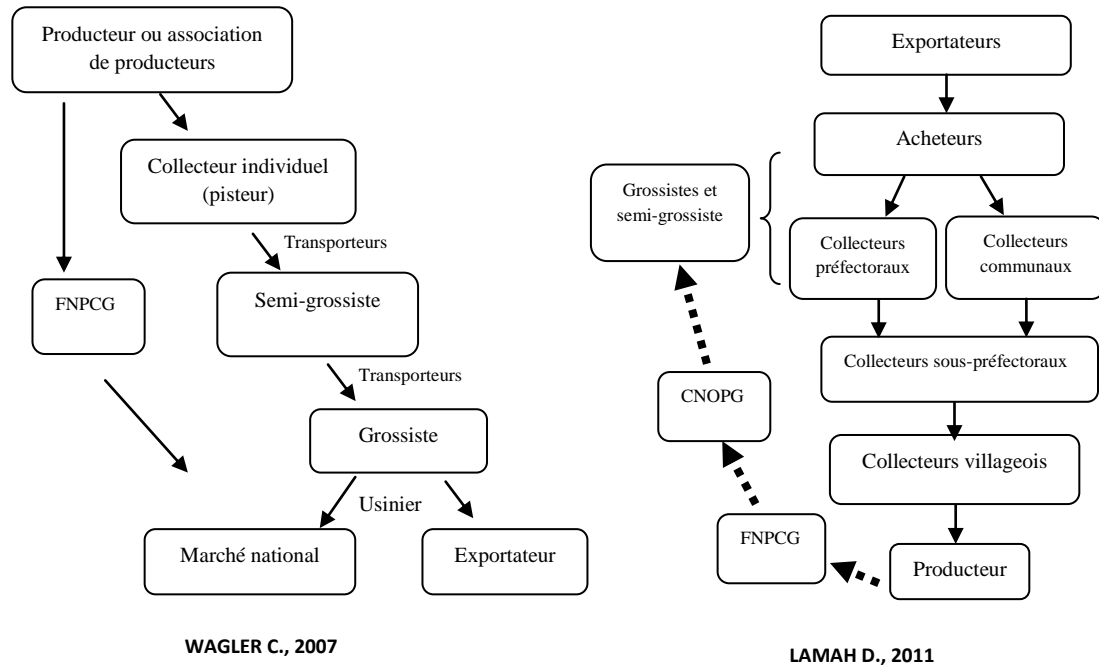 Producteur ou association
de producteurs
Collecteur individuel
(pisteur)
Transporteurs
FNPCG
Semi-grossiste
Transporteurs
Grossiste
Usinier
Marché national
Exportateur
WAGLER C., 2007
Exportateurs
Acheteurs
Grossistes et
semi-grossiste
Collecteurs
préfectoraux
Collecteurs
communaux
Collecteurs sous-préfectoraux
CNOPG
Collecteurs villageois
FNPCG
Producteur
LAMAH D., 2011